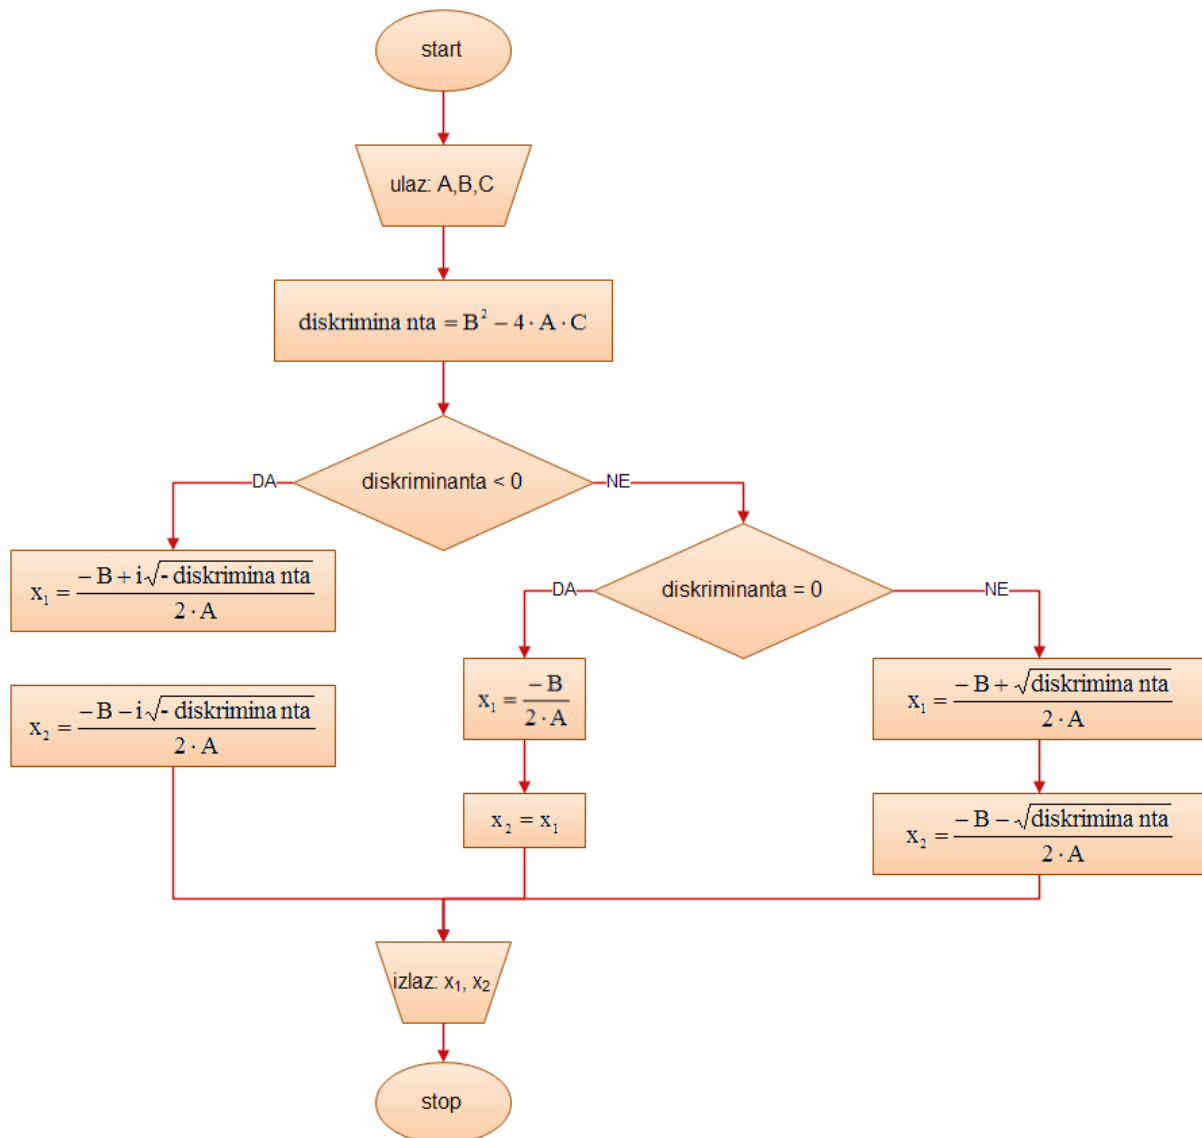 start
ulaz: A,B,C
diskrimina nta = B² − 4 · A · C
diskriminanta < 0
DA
NE
x₁ = (− B + i√(- diskrimina nta)) / (2 · A)
diskriminanta = 0
DA
NE
x₂ = (− B − i√(- diskrimina nta)) / (2 · A)
x₁ = (− B) / (2 · A)
x₁ = (− B + √(diskrimina nta)) / (2 · A)
x₂ = x₁
x₂ = (− B − √(diskrimina nta)) / (2 · A)
izlaz: x₁, x₂
stop